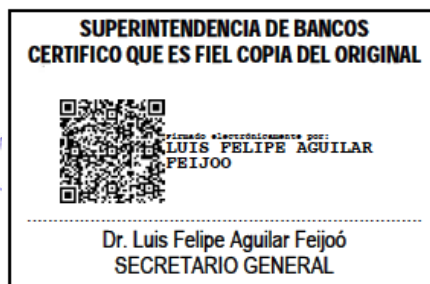 SUPERINTENDENCIA DE BANCOS
CERTIFICO QUE ES FIEL COPIA DEL ORIGINAL
Firmado electrónicamente por:
LUIS FELIPE AGUILAR
FEIJOO
Dr. Luis Felipe Aguilar Feijoó
SECRETARIO GENERAL